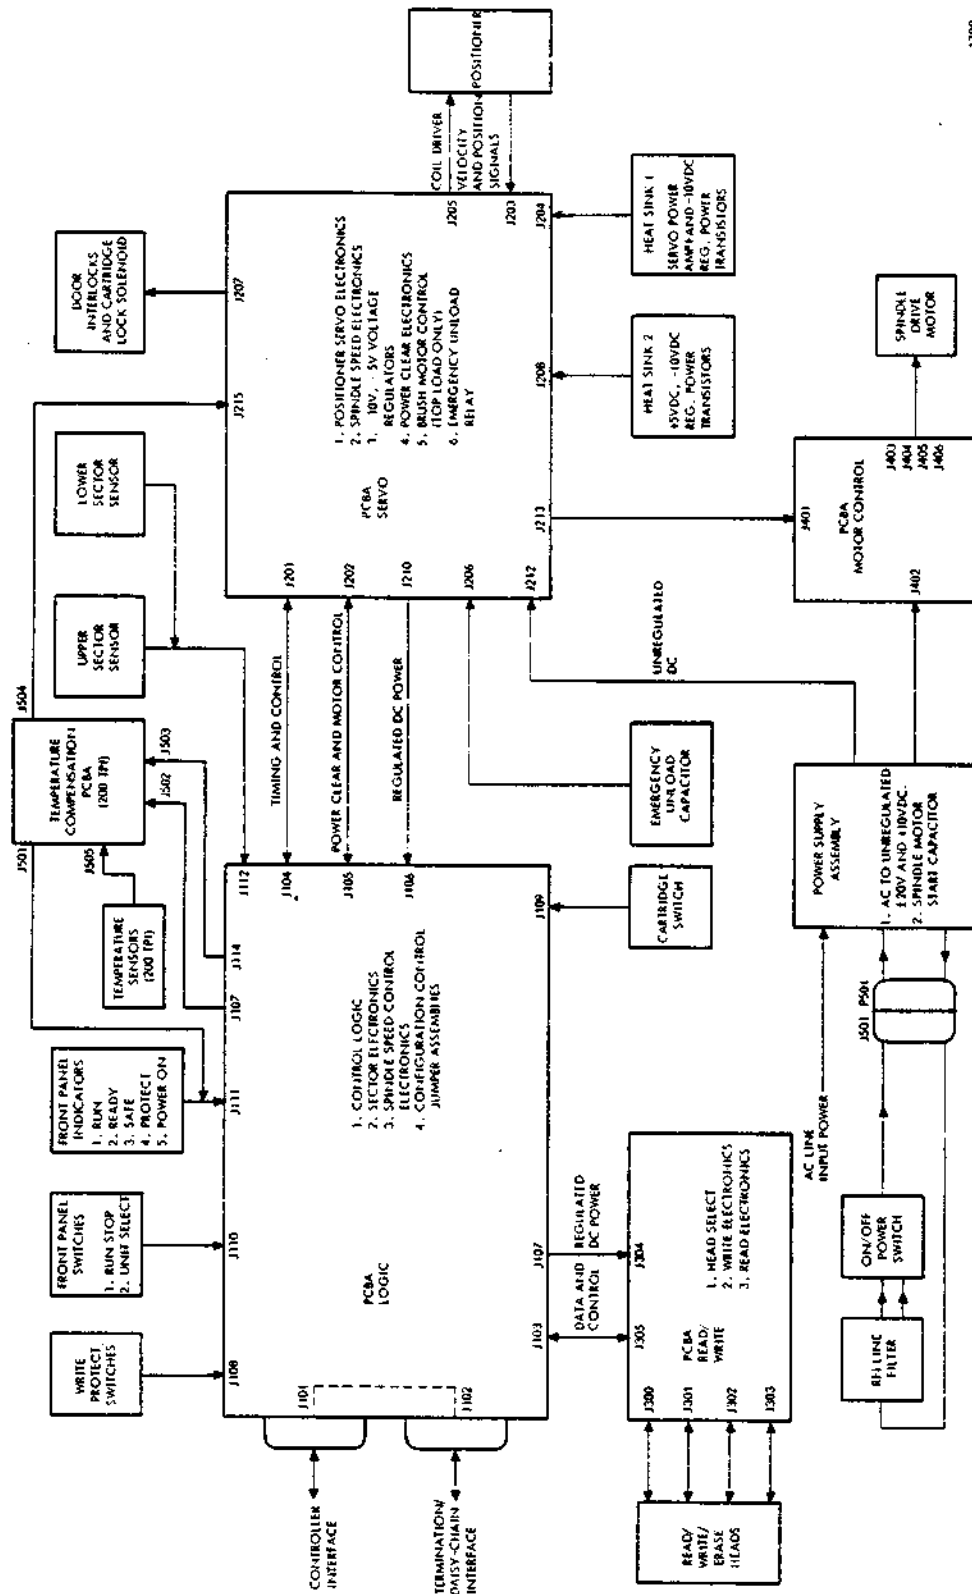 CONTROLLER
INTERFACE
TERMINATION/
DAISY-CHAIN
INTERFACE
WRITE
PROTECT
SWITCHES
FRONT PANEL
SWITCHES
1. RUN STOP
2. UNIT SELECT
FRONT PANEL
INDICATORS
1. RUN
2. READY
3. SAFE
4. PROTECT
5. POWER ON
TEMPERATURE
SENSORS
(200 TPI)
J505
J501
TEMPERATURE
COMPENSATION
PCBA
(200 TPI)
J504
J502
J503
UPPER
SECTOR
SENSOR
LOWER
SECTOR
SENSOR
DOOR
INTERLOCKS
AND CARTRIDGE
LOCK SOLENOID
J108
J110
J111
J107
J114
J112
J101
J102
PCBA
LOGIC
1. CONTROL LOGIC
2. SECTOR ELECTRONICS
3. SPINDLE SPEED CONTROL
ELECTRONICS
4. CONFIGURATION CONTROL
JUMPER ASSEMBLIES
J104
J105
J106
J103
J107
J109
TIMING AND CONTROL
POWER CLEAR AND MOTOR CONTROL
REGULATED DC POWER
J215
J207
J201
J202
J210
J206
J212
PCBA
SERVO
1. POSITIONER SERVO ELECTRONICS
2. SPINDLE SPEED ELECTRONICS
3. 10V, -5V VOLTAGE
REGULATORS
4. POWER CLEAR ELECTRONICS
5. BRUSH MOTOR CONTROL
(TOP LOAD ONLY)
6. EMERGENCY UNLOAD
RELAY
J205
J203
J204
J208
J213
COIL DRIVER
VELOCITY
AND POSITION
SIGNALS
POSITIONER
DATA AND
CONTROL
REGULATED
DC POWER
CARTRIDGE
SWITCH
EMERGENCY
UNLOAD
CAPACITOR
UNREGULATED
DC
HEAT SINK 2
+5VDC, -10VDC
REG. POWER
TRANSISTORS
HEAT SINK 1
SERVO POWER
AND -10VDC
REG. POWER
TRANSISTORS
READ/
WRITE/
ERASE
HEADS
J300
J301
J302
J303
J305
J304
PCBA
READ/
WRITE
1. HEAD SELECT
2. WRITE ELECTRONICS
3. READ ELECTRONICS
AC LINE
INPUT POWER
POWER SUPPLY
ASSEMBLY
1. AC TO UNREGULATED
±20V AND +10VDC.
2. SPINDLE MOTOR
START CAPACITOR
J401
J402
PCBA
MOTOR CONTROL
J403
J404
J405
J406
SPINDLE
DRIVE
MOTOR
RFI LINE
FILTER
ON/OFF
POWER
SWITCH
J501 P501